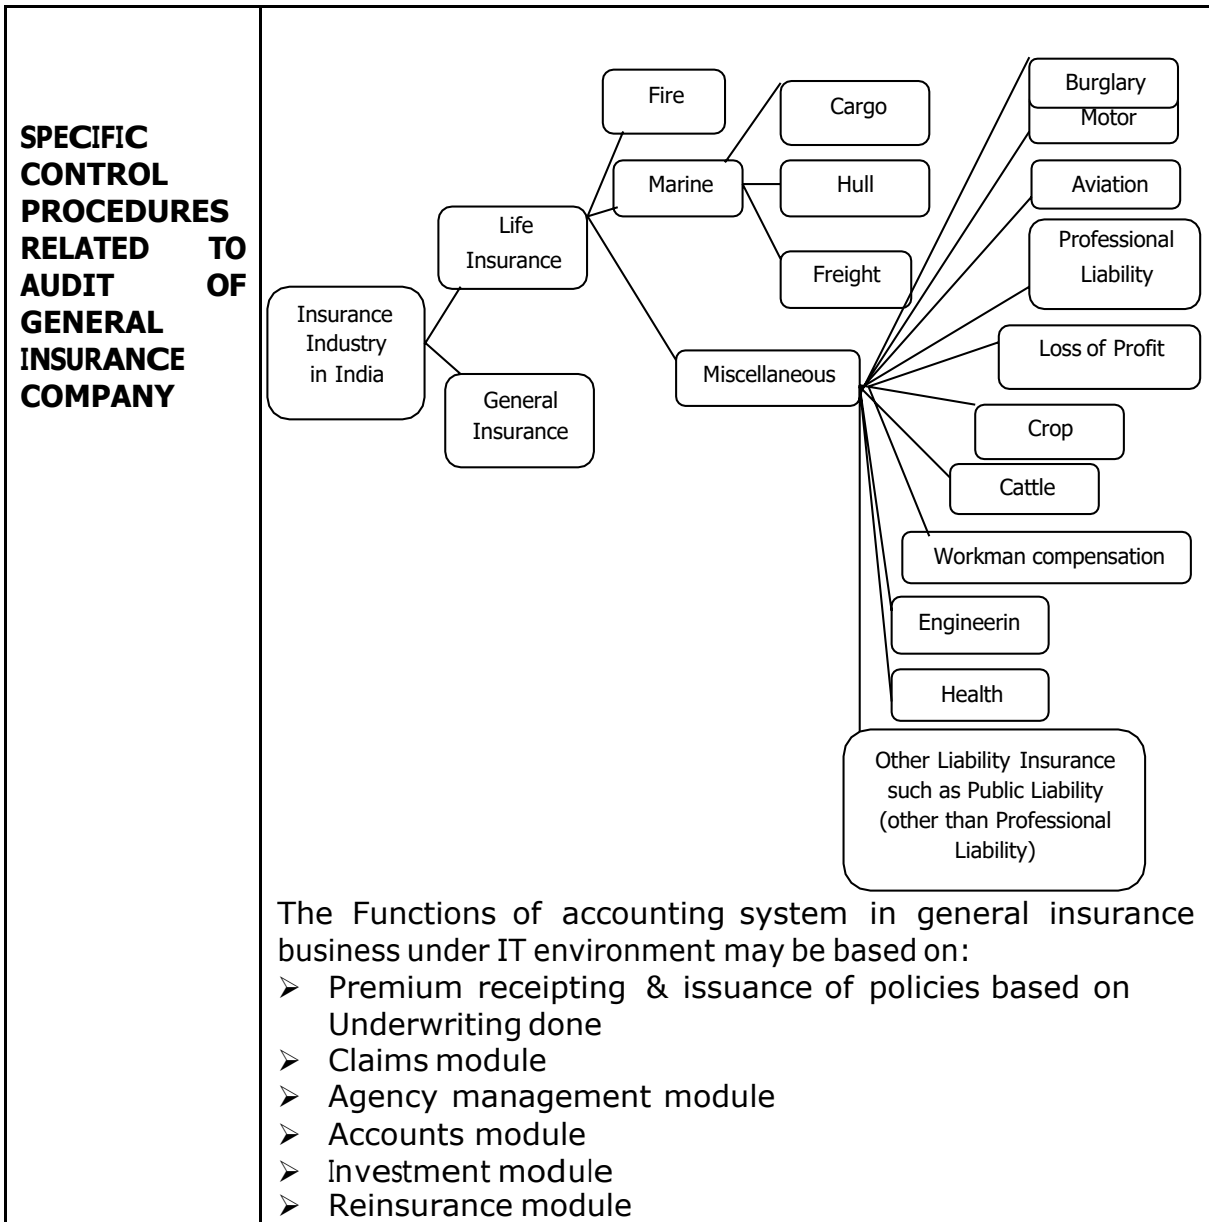 SPECIFIC
CONTROL
PROCEDURES
RELATED TO
AUDIT OF
GENERAL
INSURANCE
COMPANY
Insurance
Industry
in India
Life
Insurance
General
Insurance
Fire
Marine
Miscellaneous
Cargo
Hull
Freight
Burglary
Motor
Aviation
Professional
Liability
Loss of Profit
Crop
Cattle
Workman compensation
Engineerin
Health
Other Liability Insurance
such as Public Liability
(other than Professional
Liability)
The Functions of accounting system in general insurance
business under IT environment may be based on:
➢ Premium receipting & issuance of policies based on
Underwriting done
➢ Claims module
➢ Agency management module
➢ Accounts module
➢ Investment module
➢ Reinsurance module